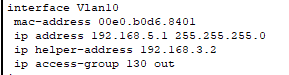 interface Vlan10
mac-address 00e0.b0d6.8401
ip address 192.168.5.1 255.255.255.0
ip helper-address 192.168.3.2
ip access-group 130 out